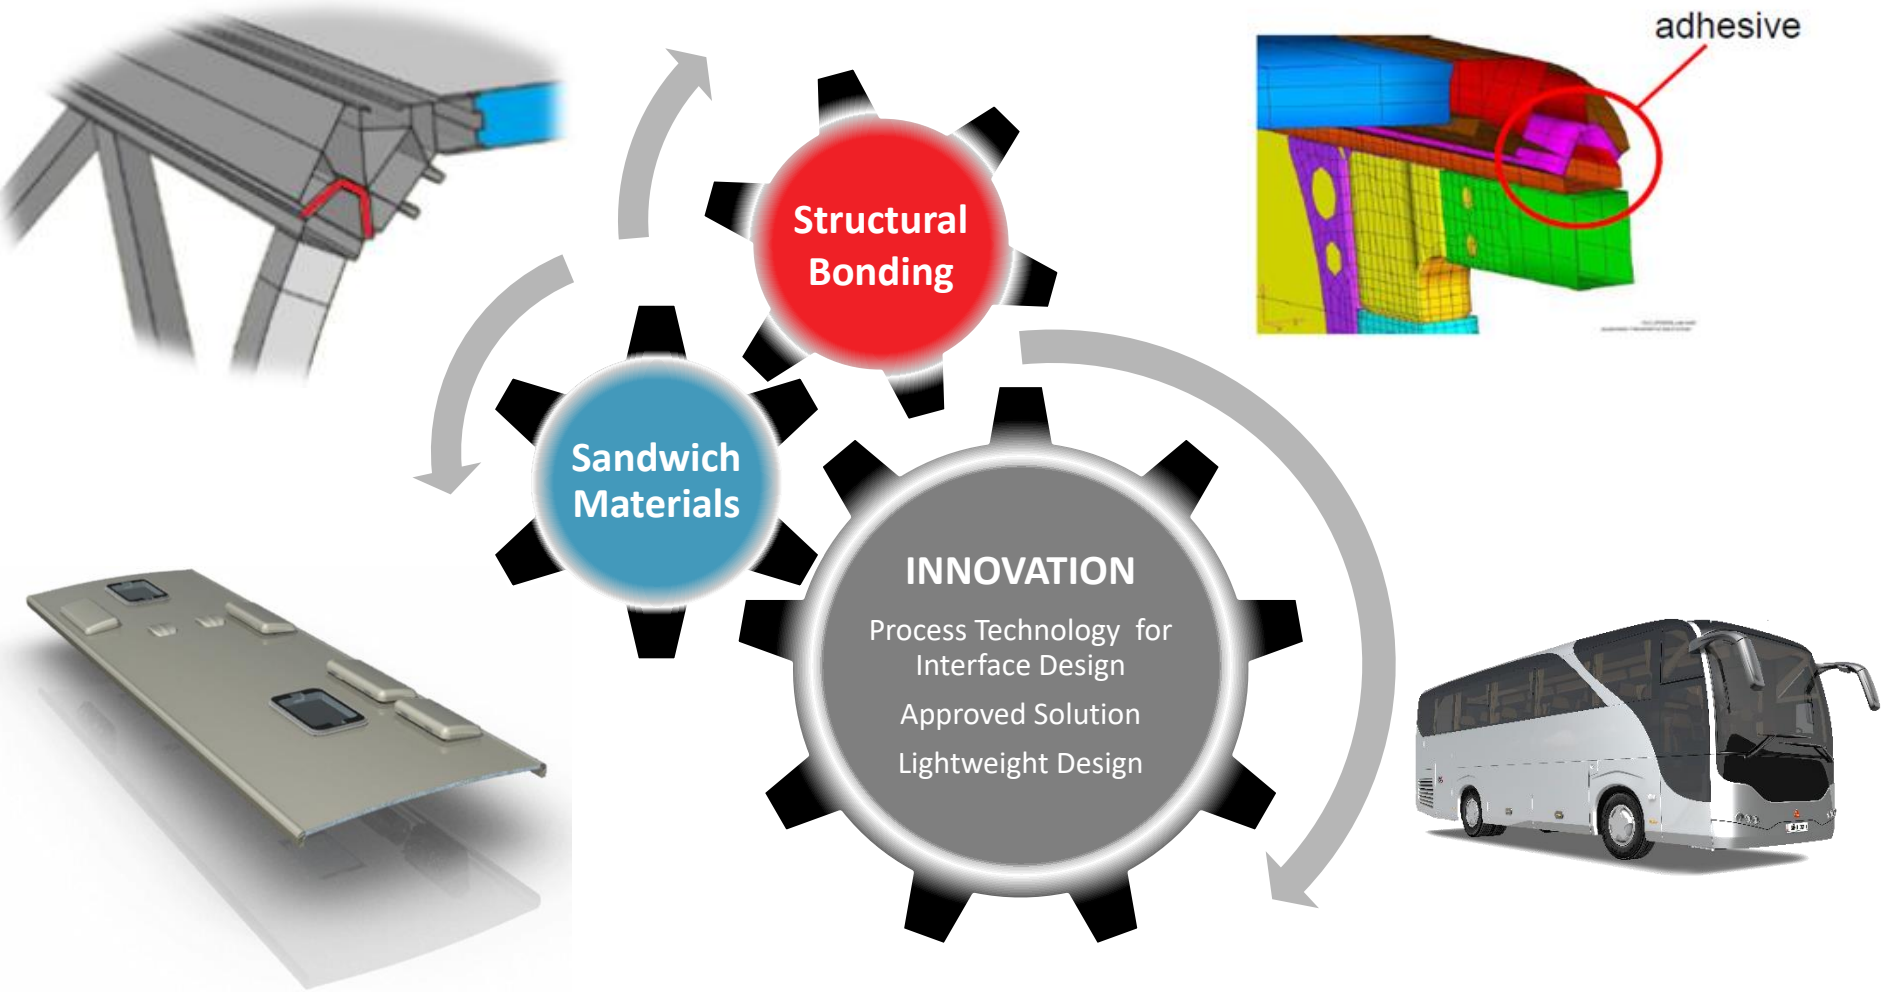 adhesive
Structural
Bonding
Sandwich
Materials
INNOVATION
Process Technology for
Interface Design
Approved Solution
Lightweight Design